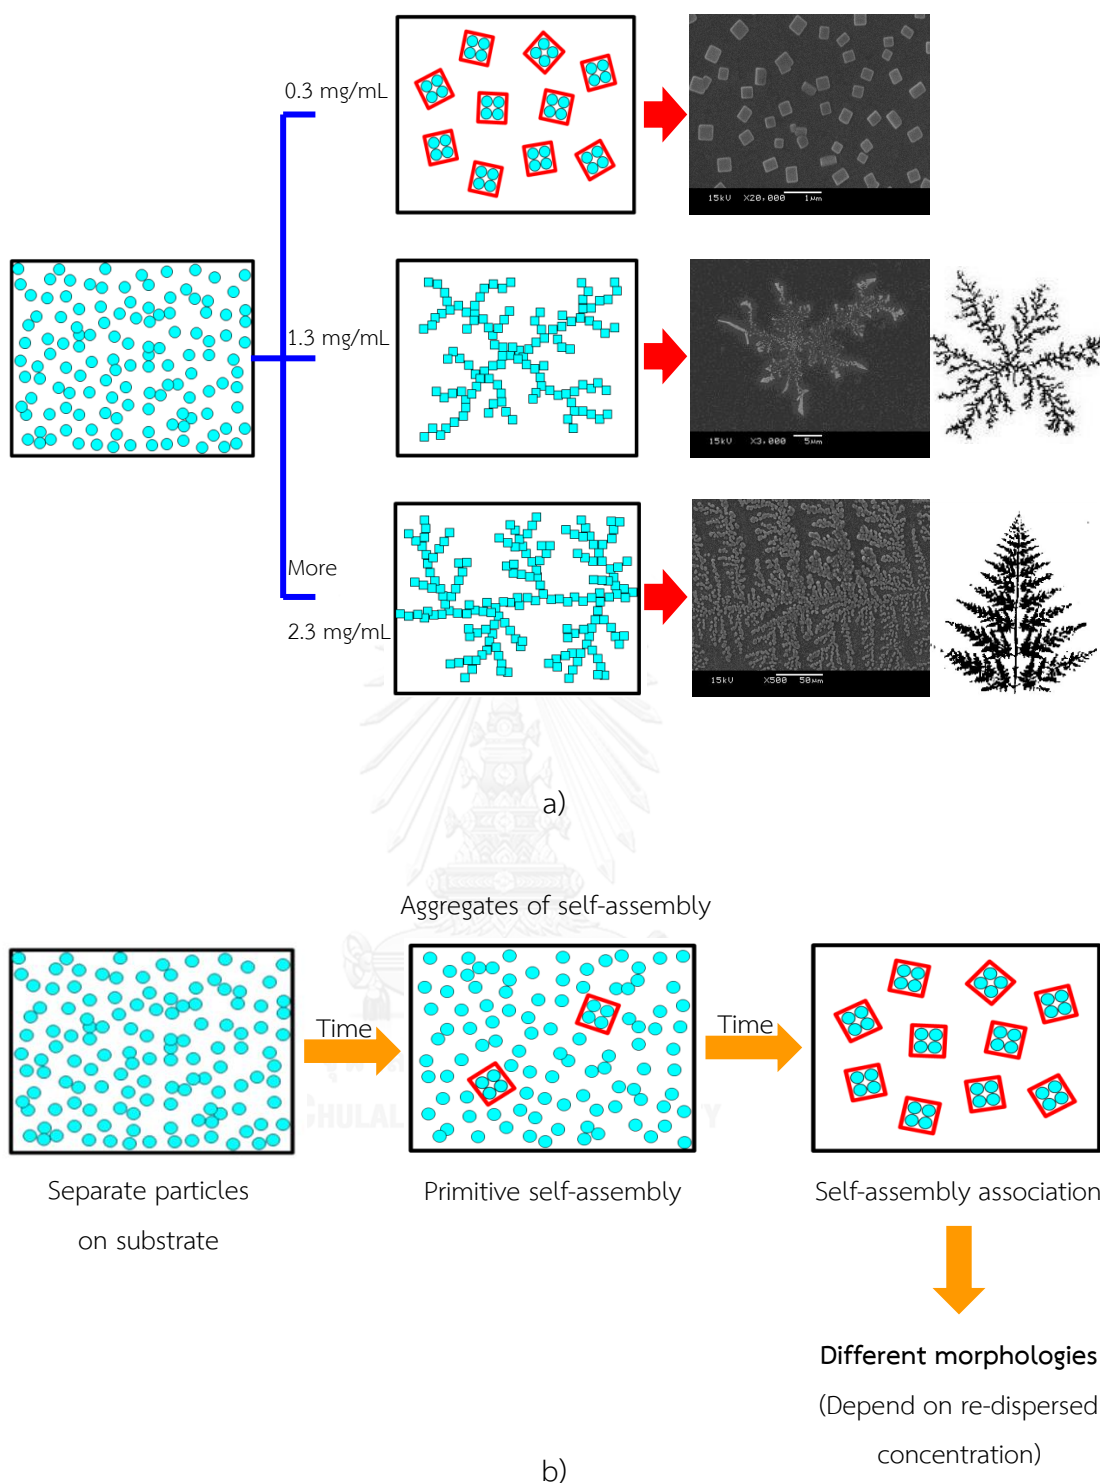 0.3 mg/mL
15kV X20,000 1µm
1.3 mg/mL
15kV X3,000 5µm
More
2.3 mg/mL
15kV X500 50µm
a)
Aggregates of self-assembly
Time
Time
CHULAL
Separate particles
on substrate
Primitive self-assembly
Self-assembly association
Different morphologies
(Depend on re-dispersed
concentration)
b)